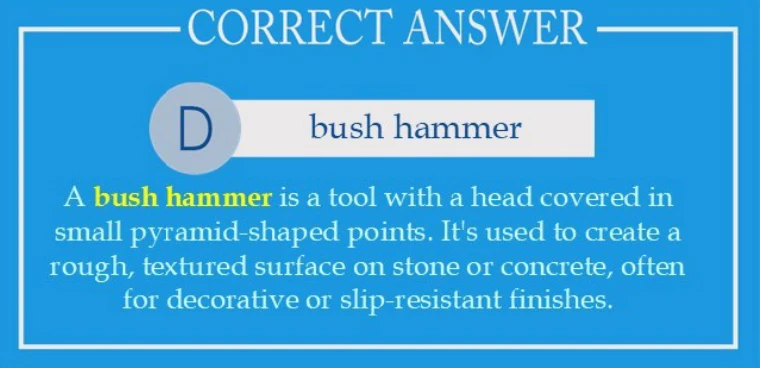 CORRECT ANSWER
D bush hammer
A bush hammer is a tool with a head covered in
small pyramid-shaped points. It's used to create a
rough, textured surface on stone or concrete, often
for decorative or slip-resistant finishes.